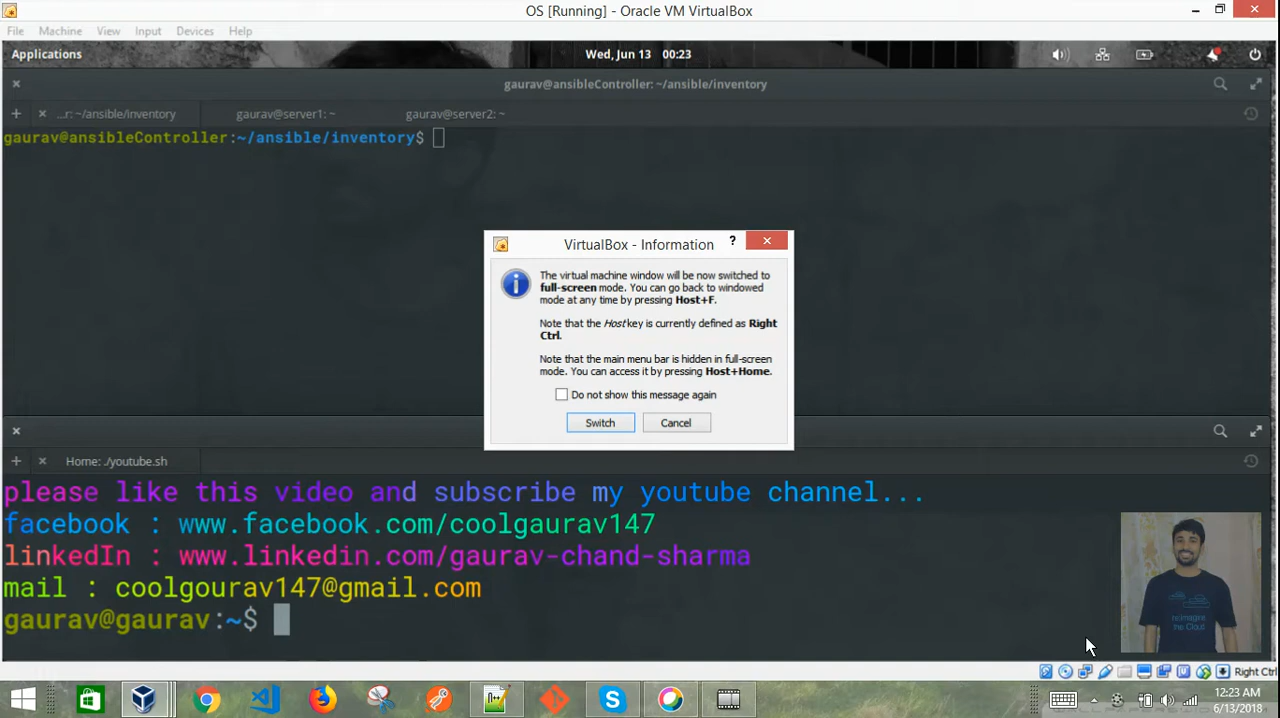 OS [Running] - Oracle VM VirtualBox
File Machine View Input Devices Help
Applications
Wed, Jun 13 00:23
gaurav@ansibleController: ~/ansible/inventory
...r: ~/ansible/inventory
gaurav@server1: ~
gaurav@server2: ~
gaurav@ansibleController:~/ansible/inventory$
VirtualBox - Information
The virtual machine window will be now switched to
full-screen mode. You can go back to windowed
mode at any time by pressing Host+F.
Note that the Host key is currently defined as Right
Ctrl.
Note that the main menu bar is hidden in full-screen
mode. You can access it by pressing Host+Home.
Do not show this message again
Switch
Cancel
Home: ./youtube.sh
please like this video and subscribe my youtube channel...
facebook : www.facebook.com/coolgaurav147
linkedIn : www.linkedin.com/gaurav-chand-sharma
mail : coolgourav147@gmail.com
gaurav@gaurav:~$
re:Imagine
the Cloud
Right Ctrl
12:23 AM
6/13/2018